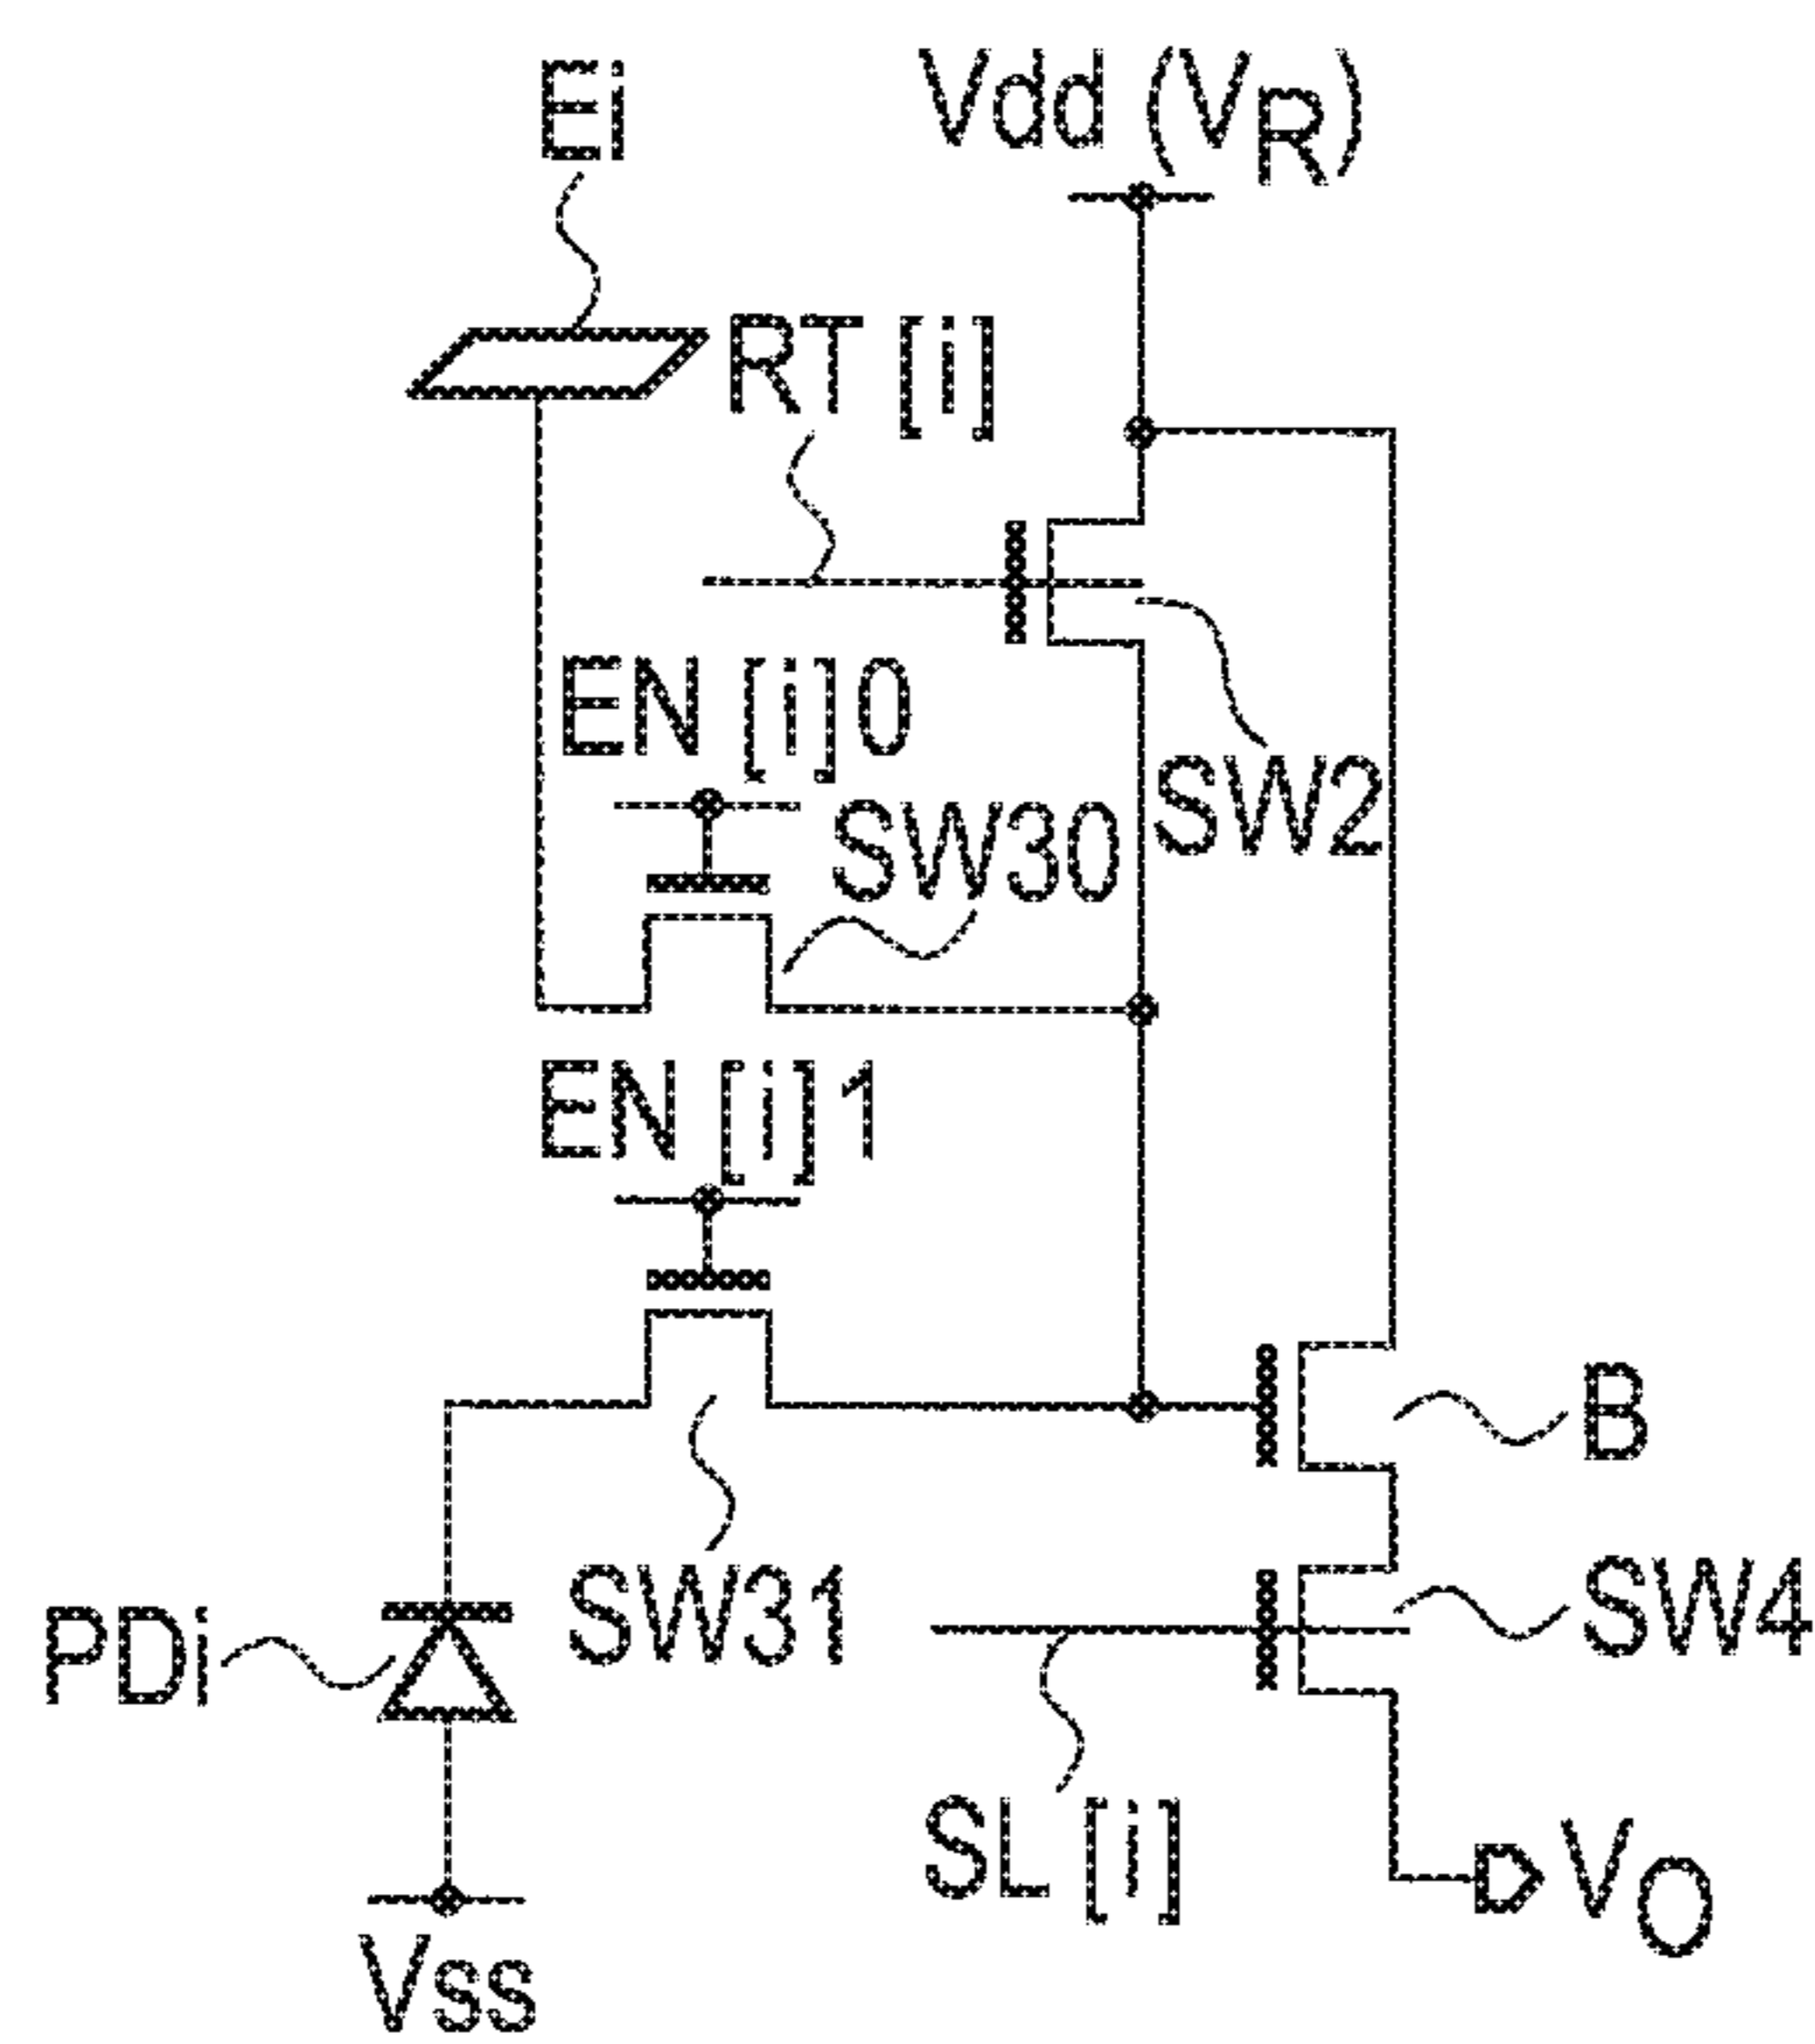 Ei
Vdd (VR)
RT [i]
EN [i]0
SW2
SW30
EN [i]1
B
SW31
SW4
PDi
SL [i]
VO
Vss